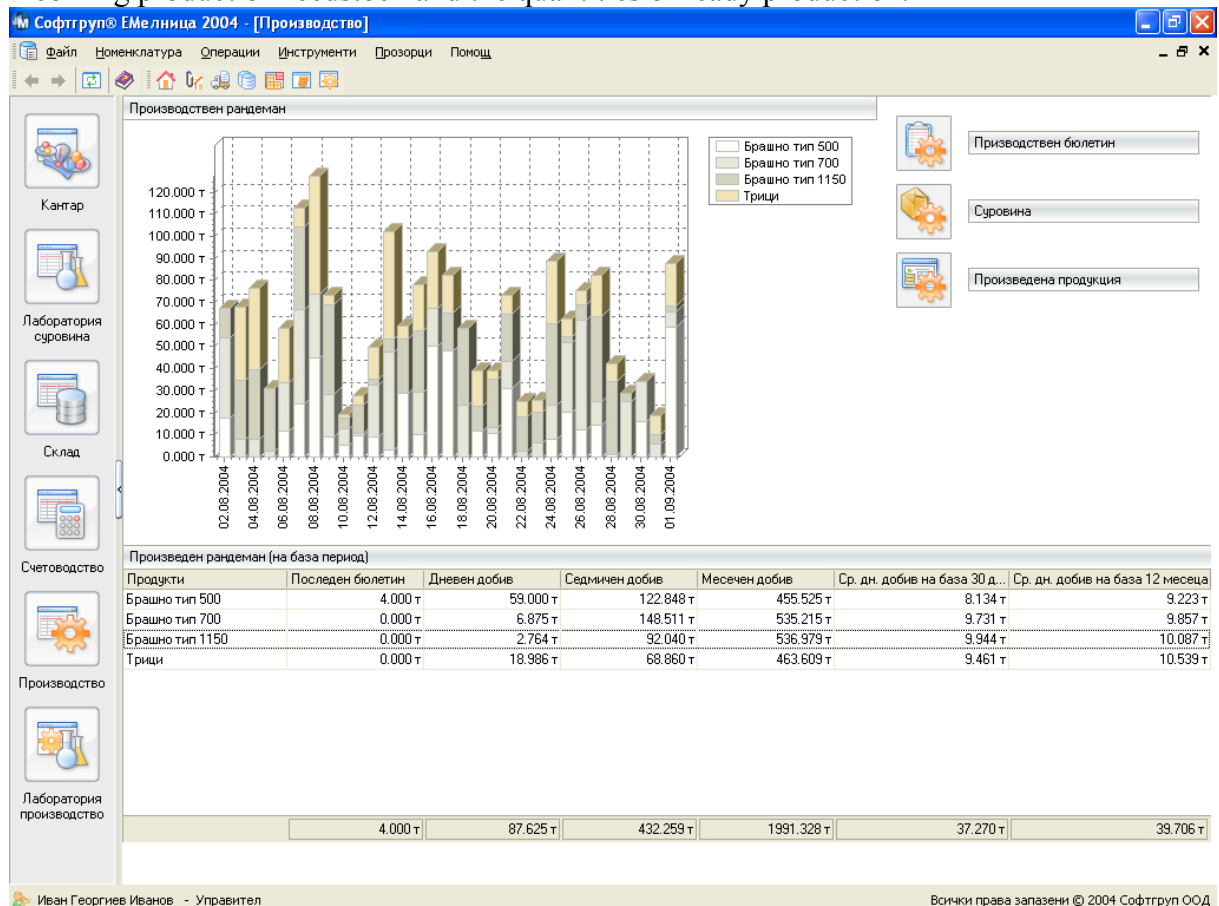 Софтгруп® ЕМелница 2004 - [Производство]
Файл Номенклатура Операции Инструменти Прозорци Помощ
Производствен рандеман
Кантар
Лаборатория
суровина
Склад
Счетоводство
Производство
Лаборатория
производство
120.000 т
110.000 т
100.000 т
90.000 т
80.000 т
70.000 т
60.000 т
50.000 т
40.000 т
30.000 т
20.000 т
10.000 т
0.000 т
02.08.2004
04.08.2004
06.08.2004
08.08.2004
10.08.2004
12.08.2004
14.08.2004
16.08.2004
18.08.2004
20.08.2004
22.08.2004
24.08.2004
26.08.2004
28.08.2004
30.08.2004
01.09.2004
Брашно тип 500
Брашно тип 700
Брашно тип 1150
Трици
Призводствен бюлетин
Суровина
Произведена продукция
Произведен рандеман (на база период)
Продукти Последен бюлетин Дневен добив Седмичен добив Месечен добив Ср. дн. добив на база 30 д... Ср. дн. добив на база 12 месеца
Брашно тип 500 4.000 т 59.000 т 122.848 т 455.525 т 8.134 т 9.223 т
Брашно тип 700 0.000 т 6.875 т 148.511 т 535.215 т 9.731 т 9.857 т
Брашно тип 1150 0.000 т 2.764 т 92.040 т 536.979 т 9.944 т 10.087 т
Трици 0.000 т 18.986 т 68.860 т 463.609 т 9.461 т 10.539 т
4.000 т 87.625 т 432.259 т 1991.328 т 37.270 т 39.706 т
Иван Георгиев Иванов - Управител
Всички права запазени © 2004 Софтгруп ООД